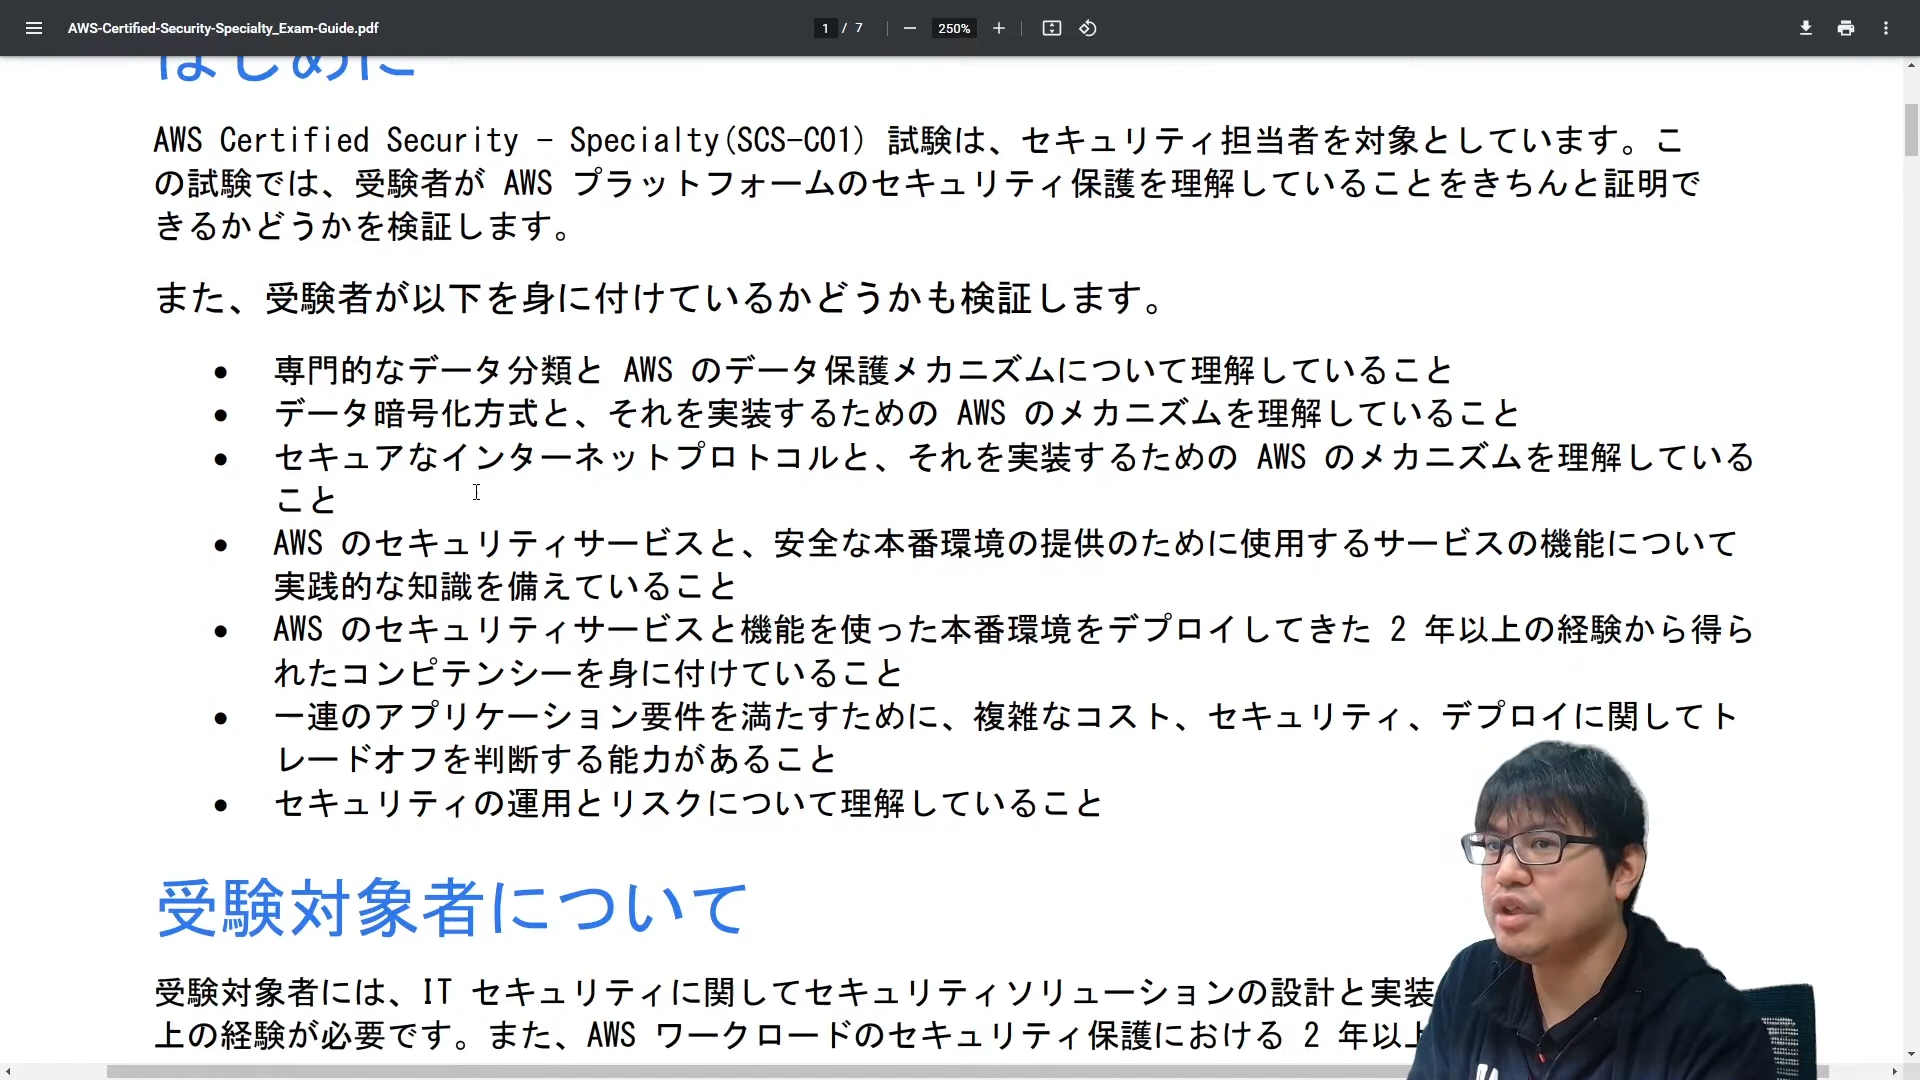 AWS-Certified-Security-Specialty_Exam-Guide.pdf
1 / 7
250%
はじめに
AWS Certified Security – Specialty(SCS-C01) 試験は、セキュリティ担当者を対象としています。こ
の試験では、受験者が AWS プラットフォームのセキュリティ保護を理解していることをきちんと証明で
きるかどうかを検証します。
また、受験者が以下を身に付けているかどうかも検証します。
● 専門的なデータ分類と AWS のデータ保護メカニズムについて理解していること
● データ暗号化方式と、それを実装するための AWS のメカニズムを理解していること
● セキュアなインターネットプロトコルと、それを実装するための AWS のメカニズムを理解している
こと
● AWS のセキュリティサービスと、安全な本番環境の提供のために使用するサービスの機能について
実践的な知識を備えていること
● AWS のセキュリティサービスと機能を使った本番環境をデプロイしてきた 2 年以上の経験から得ら
れたコンピテンシーを身に付けていること
● 一連のアプリケーション要件を満たすために、複雑なコスト、セキュリティ、デプロイに関してト
レードオフを判断する能力があること
● セキュリティの運用とリスクについて理解していること
受験対象者について
受験対象者には、IT セキュリティに関してセキュリティソリューションの設計と実装
上の経験が必要です。また、AWS ワークロードのセキュリティ保護における 2 年以上